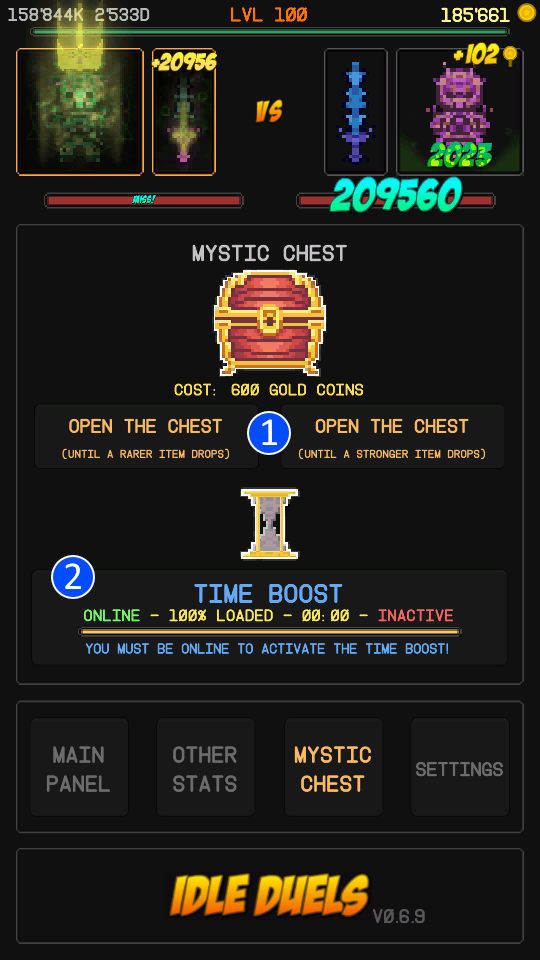 158'844K 2'533D LVL 100 185'661
+20956 VS +102
2023
MISS! 209560
MYSTIC CHEST
COST: 600 GOLD COINS
OPEN THE CHEST 1 OPEN THE CHEST
(UNTIL A RARER ITEM DROPS) (UNTIL A STRONGER ITEM DROPS)
2
TIME BOOST
ONLINE - 100% LOADED - 00:00 - INACTIVE
YOU MUST BE ONLINE TO ACTIVATE THE TIME BOOST!
MAIN PANEL
OTHER STATS
MYSTIC CHEST
SETTINGS
IDLE DUELS
V0.6.9